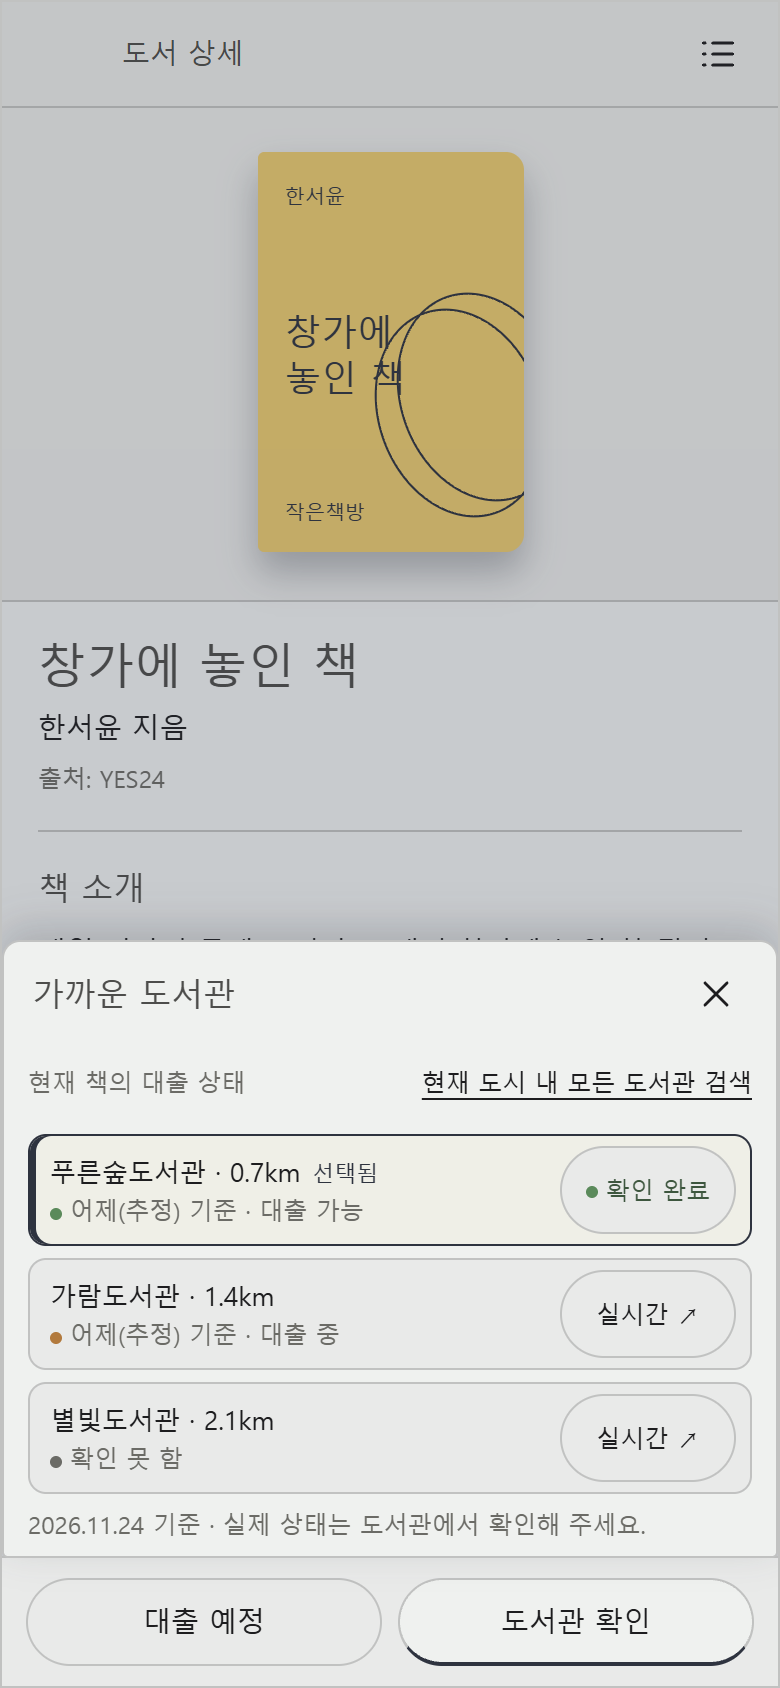 도서 상세
한서윤
창가에
놓인 책
작은책방
창가에 놓인 책
한서윤 지음
출처: YES24
책 소개
가까운 도서관
현재 책의 대출 상태
현재 도시 내 모든 도서관 검색
푸른숲도서관 · 0.7km 선택됨
어제(추정) 기준 · 대출 가능
확인 완료
가람도서관 · 1.4km
어제(추정) 기준 · 대출 중
실시간 ↗
별빛도서관 · 2.1km
확인 못 함
실시간 ↗
2026.11.24 기준 · 실제 상태는 도서관에서 확인해 주세요.
대출 예정
도서관 확인